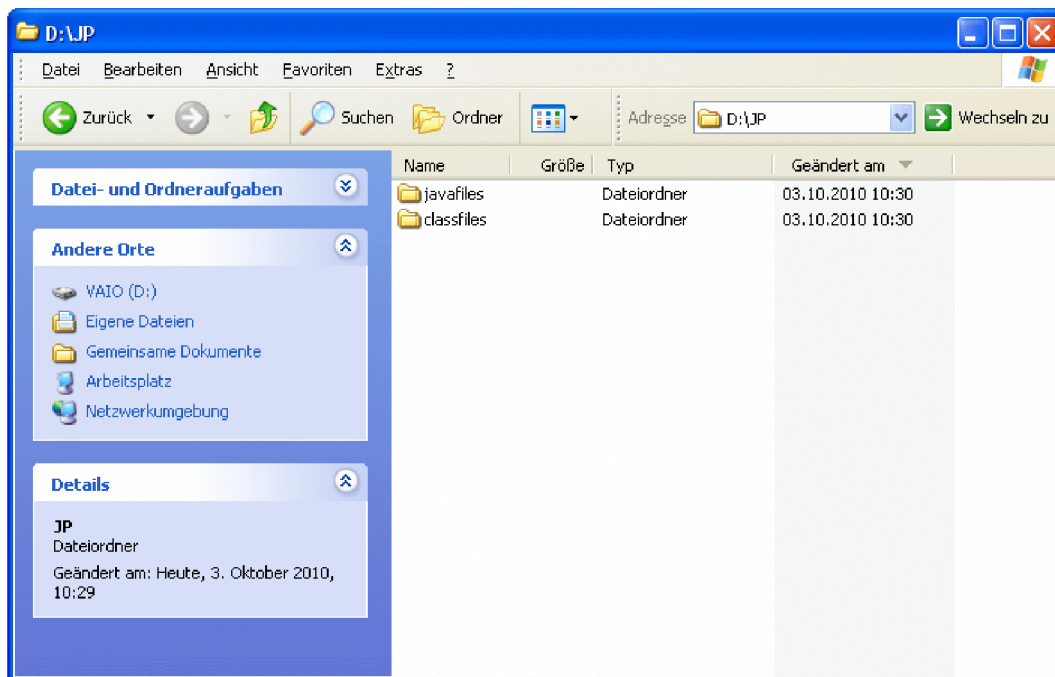 D:\JP
Datei Bearbeiten Ansicht Favoriten Extras ?
Zurück Suchen Ordner Adresse D:\JP Wechseln zu
Name Größe Typ Geändert am
javafiles Dateiordner 03.10.2010 10:30
classfiles Dateiordner 03.10.2010 10:30
Datei- und Ordneraufgaben
Andere Orte
VAIO (D:)
Eigene Dateien
Gemeinsame Dokumente
Arbeitsplatz
Netzwerkumgebung
Details
JP
Dateiordner
Geändert am: Heute, 3. Oktober 2010,
10:29